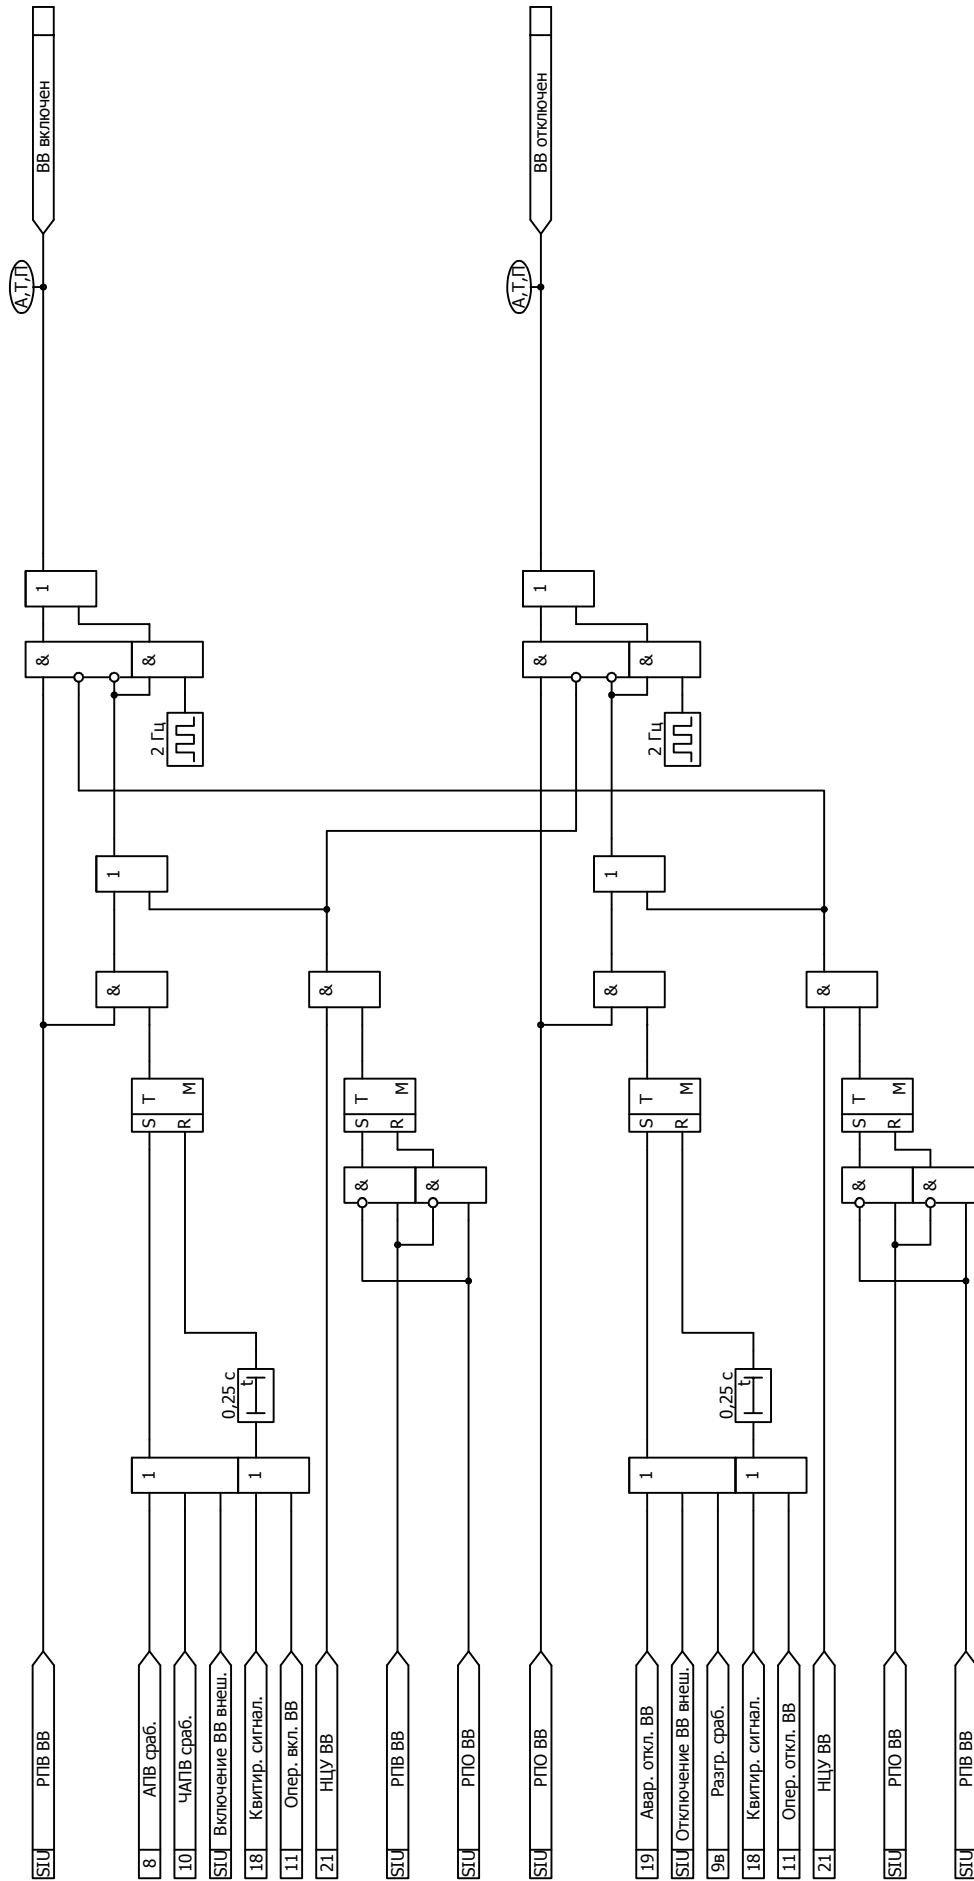 ВВ включен
А,Т,П
1
&
&
2 Гц
1
&
&
S T
R M
S T
R M
&
&
0,25 с
t
1
1
SIU РПВ ВВ
8 АПВ сраб.
10 ЧАПВ сраб.
SIU Включение ВВ внеш.
18 Квитир. сигнал.
11 Опер. вкл. ВВ
21 НЦУ ВВ
SIU РПВ ВВ
SIU РПО ВВ
ВВ отключен
А,Т,П
1
&
&
2 Гц
1
&
&
S T
R M
S T
R M
&
&
0,25 с
t
1
1
SIU РПО ВВ
19 Авар. откл. ВВ
SIU Отключение ВВ внеш.
9в Разгр. сраб.
18 Квитир. сигнал.
11 Опер. откл. ВВ
21 НЦУ ВВ
SIU РПО ВВ
SIU РПВ ВВ